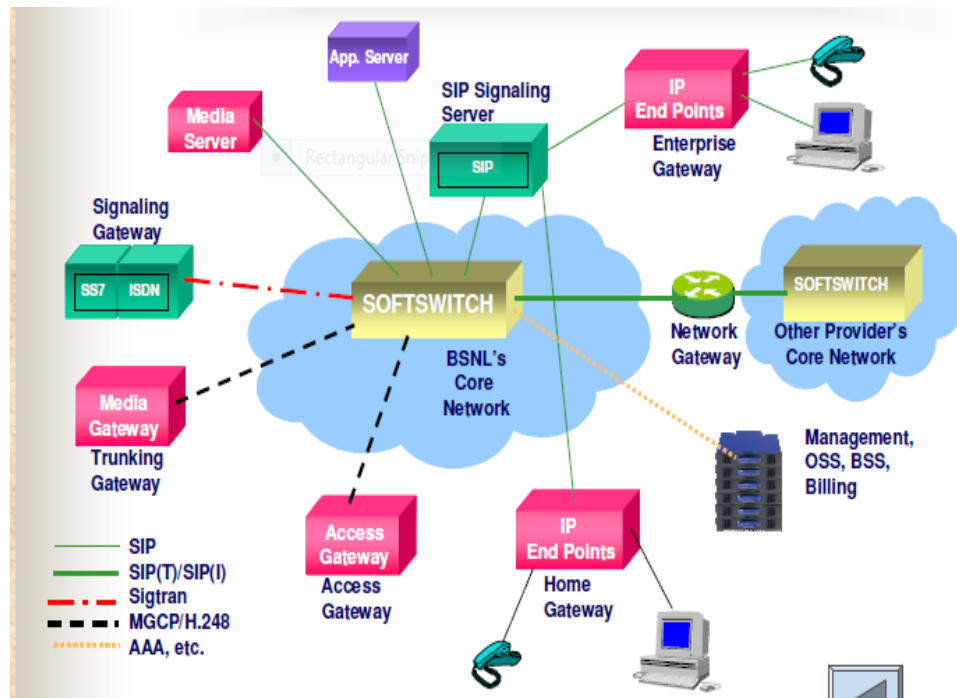 App. Server
Media
Server
SIP Signaling
Server
SIP
IP
End Points
Enterprise
Gateway
Rectangular Snip
Signaling
Gateway
SS7 ISDN
SOFTSWITCH
BSNL's
Core
Network
Network
Gateway
SOFTSWITCH
Other Provider's
Core Network
Media
Gateway
Trunking
Gateway
Access
Gateway
Access
Gateway
IP
End Points
Home
Gateway
Management,
OSS, BSS,
Billing
SIP
SIP(T)/SIP(I)
Sigtran
MGCP/H.248
AAA, etc.